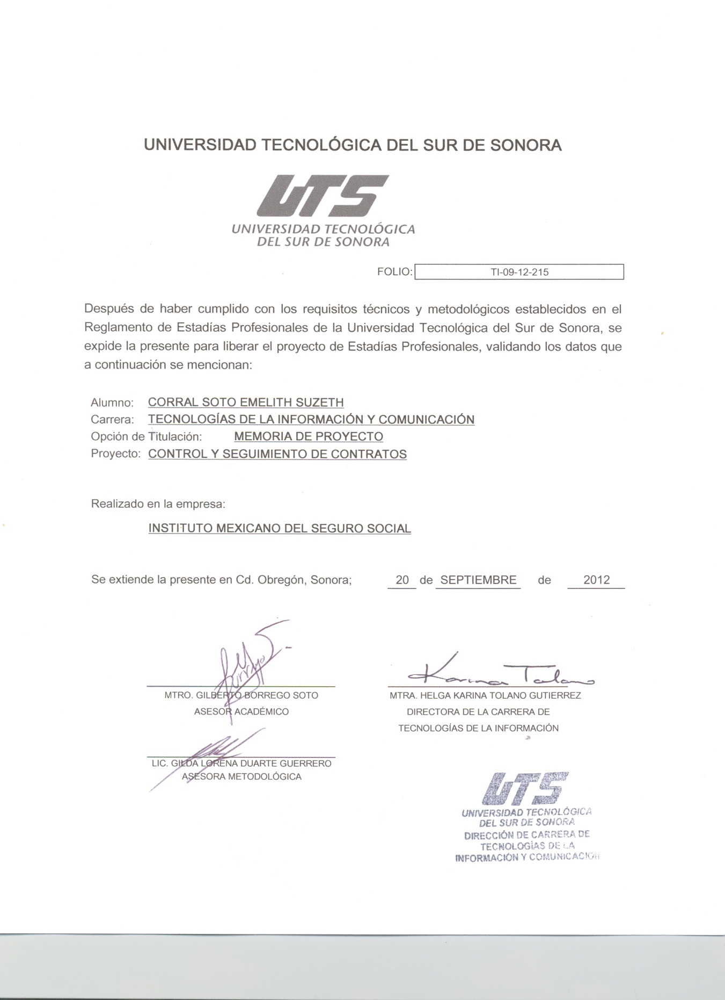 UNIVERSIDAD TECNOLÓGICA DEL SUR DE SONORA
UTS
UNIVERSIDAD TECNOLÓGICA
DEL SUR DE SONORA
FOLIO: TI-09-12-215
Después de haber cumplido con los requisitos técnicos y metodológicos establecidos en el
Reglamento de Estadías Profesionales de la Universidad Tecnológica del Sur de Sonora, se
expide la presente para liberar el proyecto de Estadías Profesionales, validando los datos que
a continuación se mencionan:
Alumno: CORRAL SOTO EMELITH SUZETH
Carrera: TECNOLOGÍAS DE LA INFORMACIÓN Y COMUNICACIÓN
Opción de Titulación: MEMORIA DE PROYECTO
Proyecto: CONTROL Y SEGUIMIENTO DE CONTRATOS
Realizado en la empresa:
INSTITUTO MEXICANO DEL SEGURO SOCIAL
Se extiende la presente en Cd. Obregón, Sonora; 20 de SEPTIEMBRE de 2012
Karina Tolano
MTRO. GILBERTO BORREGO SOTO
ASESOR ACADÉMICO
MTRA. HELGA KARINA TOLANO GUTIERREZ
DIRECTORA DE LA CARRERA DE
TECNOLOGÍAS DE LA INFORMACIÓN
LIC. GILDA LORENA DUARTE GUERRERO
ASESORA METODOLÓGICA
UTS
UNIVERSIDAD TECNOLÓGICA
DEL SUR DE SONORA
DIRECCIÓN DE CARRERA DE
TECNOLOGÍAS DE LA
INFORMACIÓN Y COMUNICACIÓN